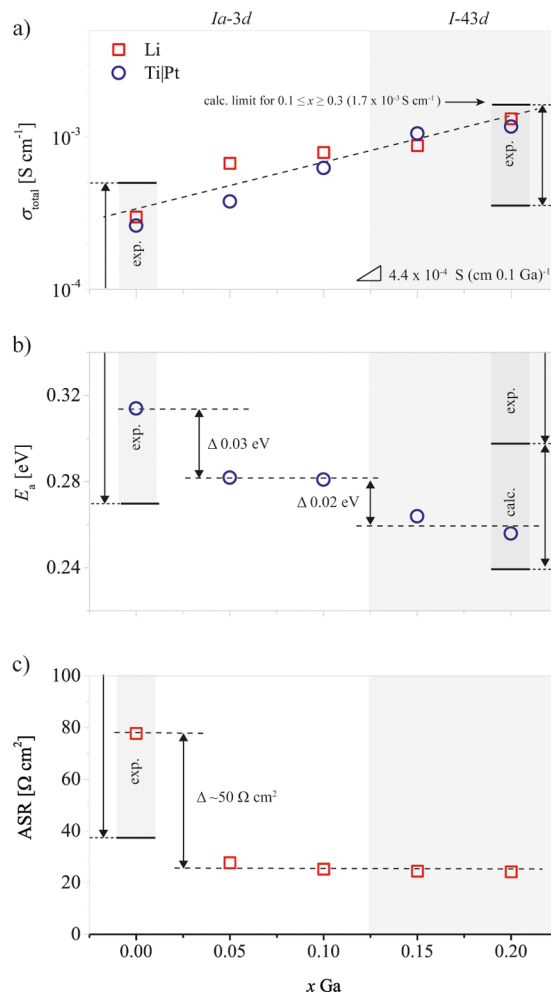 Ia-3d I-43d
a)
Li
Ti|Pt
calc. limit for 0.1 ≤ x ≥ 0.3 (1.7 x 10⁻³ S cm⁻¹)
10⁻³
σtotal [S cm⁻¹]
exp.
exp.
4.4 x 10⁻⁴ S (cm 0.1 Ga)⁻¹
10⁻⁴
b)
0.32
exp.
exp.
Δ 0.03 eV
Ea [eV]
0.28
Δ 0.02 eV
calc.
0.24
c)
100
80
exp.
ASR [Ω cm²]
60
Δ ~50 Ω cm²
40
20
0
0.00 0.05 0.10 0.15 0.20
x Ga